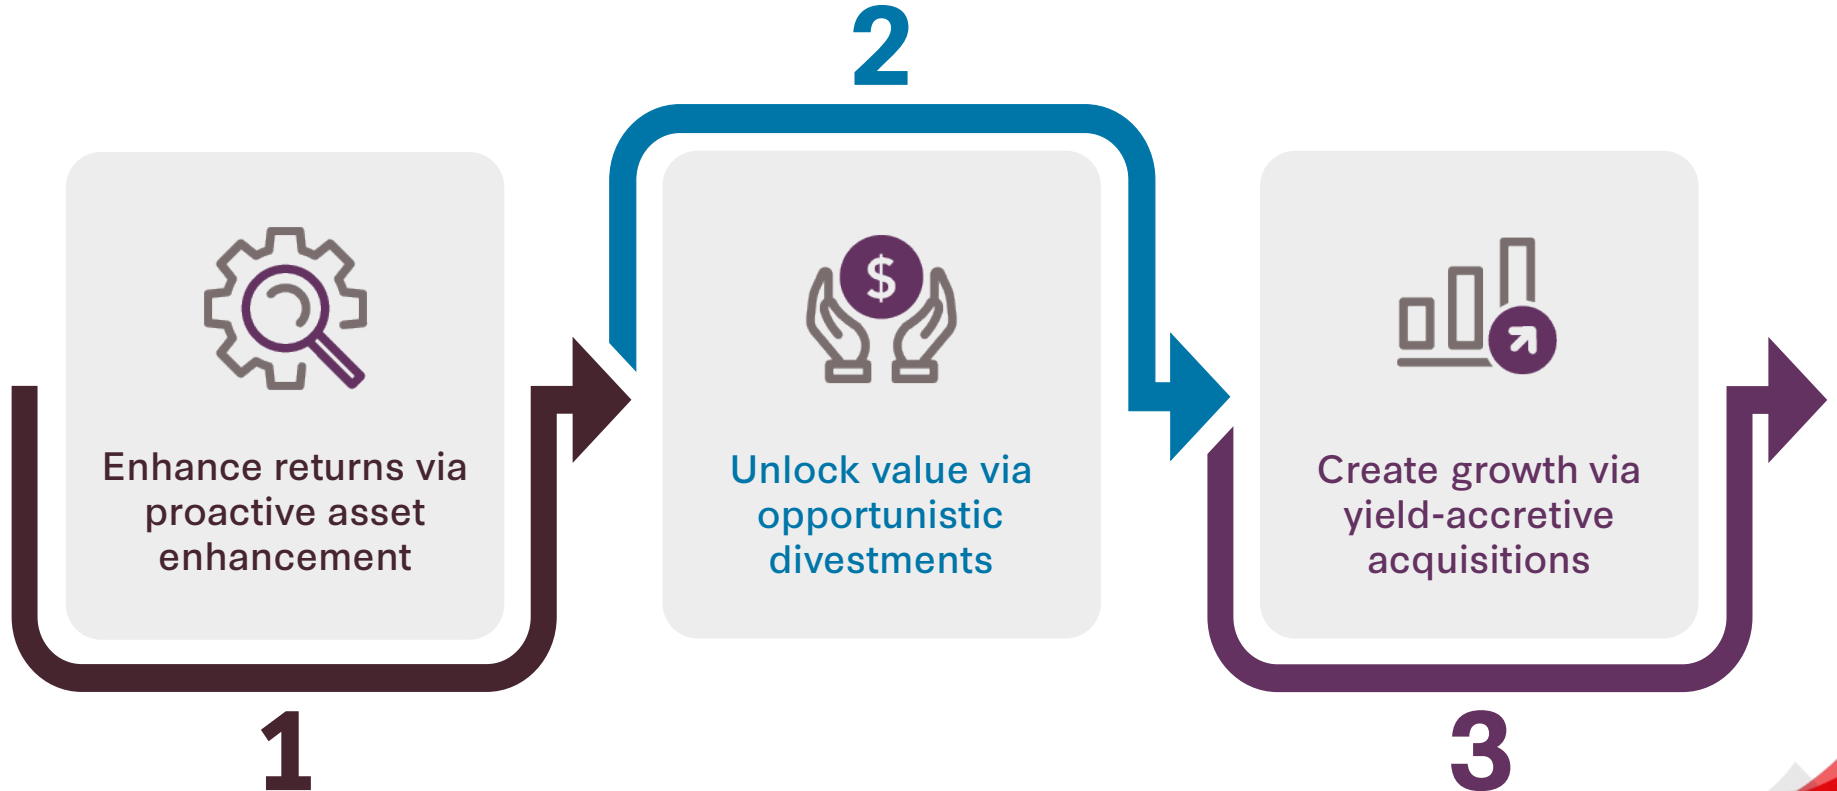 1
Enhance returns via
proactive asset
enhancement
2
$
Unlock value via
opportunistic
divestments
3
Create growth via
yield-accretive
acquisitions